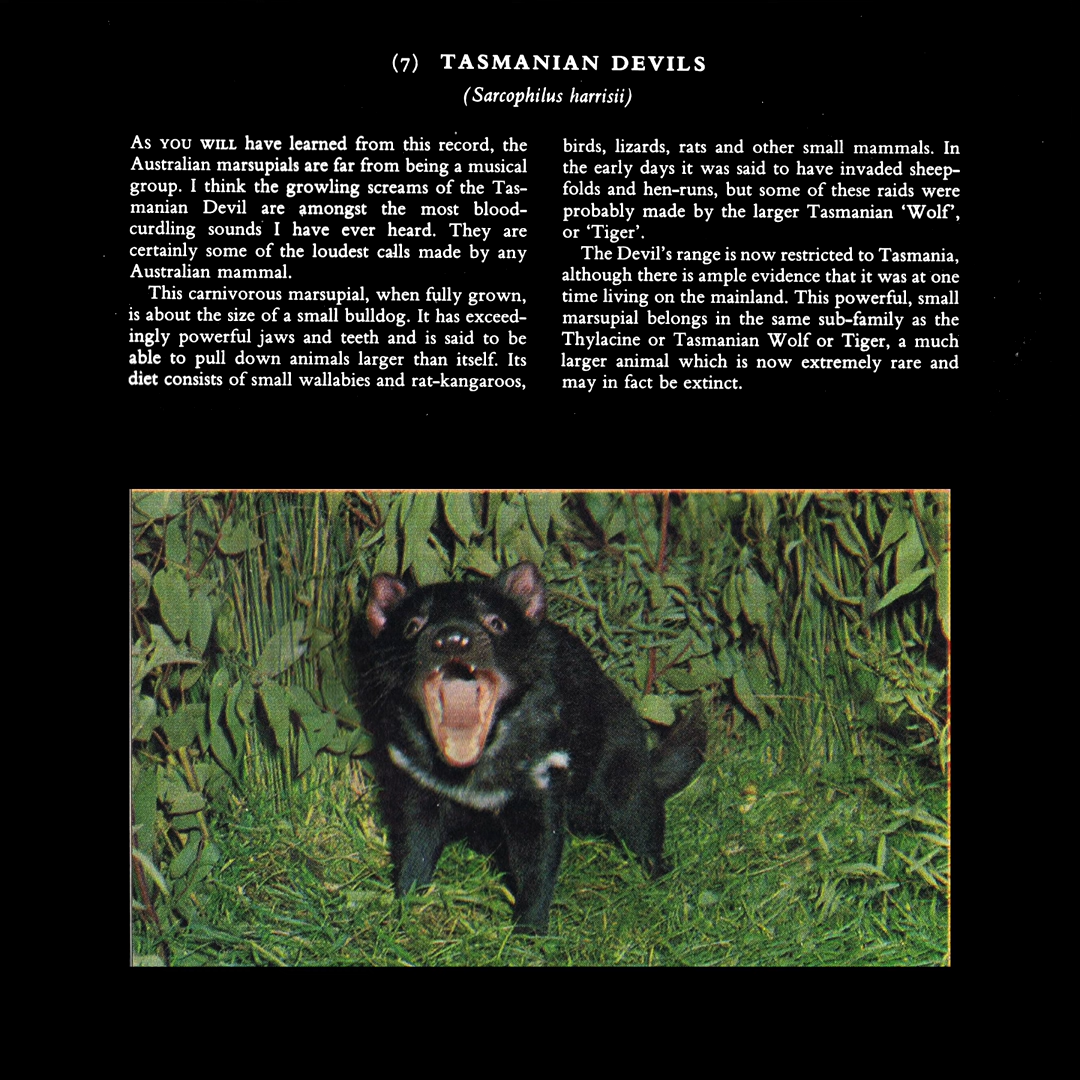 (7) TASMANIAN DEVILS
(Sarcophilus harrisii)
AS YOU WILL have learned from this record, the
Australian marsupials are far from being a musical
group. I think the growling screams of the Tas-
manian Devil are amongst the most blood-
curdling sounds I have ever heard. They are
certainly some of the loudest calls made by any
Australian mammal.
This carnivorous marsupial, when fully grown,
is about the size of a small bulldog. It has exceed-
ingly powerful jaws and teeth and is said to be
able to pull down animals larger than itself. Its
diet consists of small wallabies and rat-kangaroos,
birds, lizards, rats and other small mammals. In
the early days it was said to have invaded sheep-
folds and hen-runs, but some of these raids were
probably made by the larger Tasmanian ‘Wolf’,
or ‘Tiger’.
The Devil’s range is now restricted to Tasmania,
although there is ample evidence that it was at one
time living on the mainland. This powerful, small
marsupial belongs in the same sub-family as the
Thylacine or Tasmanian Wolf or Tiger, a much
larger animal which is now extremely rare and
may in fact be extinct.